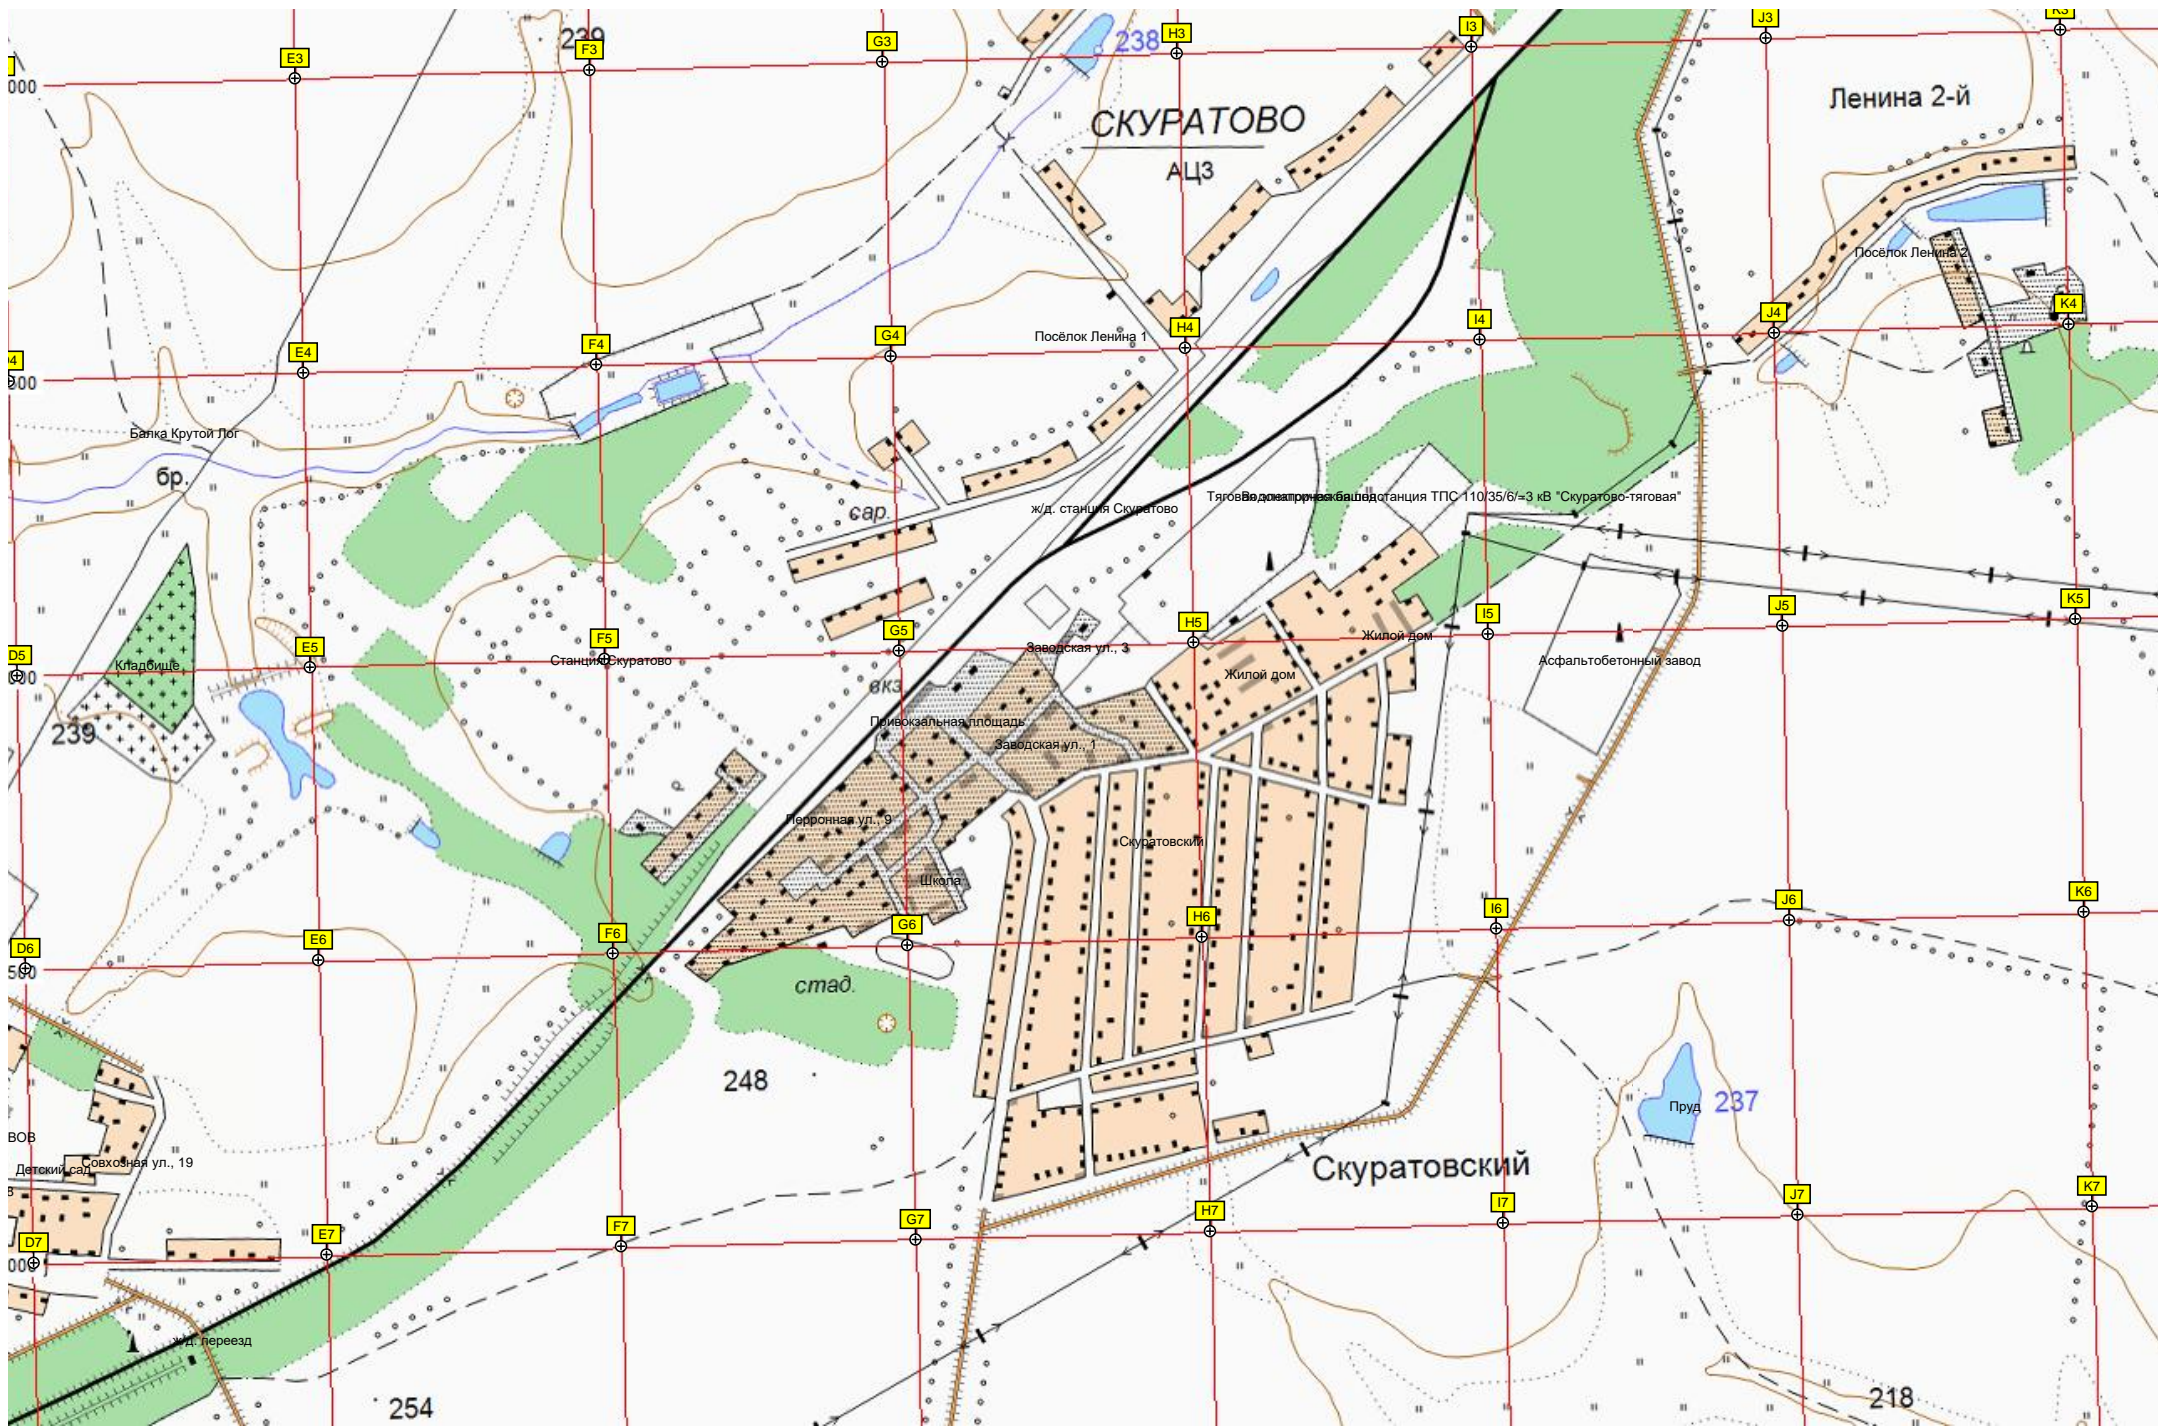 239
F3
E3
G3
238
H3
I3
J3
K3
000
СКУРАТОВО
АЦЗ
Ленина 2-й
Посёлок Ленина 2
K4
J4
I4
H4
Посёлок Ленина 1
G4
F4
E4
Балка Крутой Лог
бр.
сар.
ж/д. станция Скуратово
станция ТПС 110/35/6/=3 кВ "Скуратово-тяговая"
K5
J5
I5
H5
G5
F5
E5
D5
Жилой дом
Заводская ул., 3
Станция Скуратово
Кладбище
Асфальтобетонный завод
Жилой дом
вкз.
Привокзальная площадь
239
Заводская ул., 1
Перронная ул., 9
Скуратовский
Школа
K6
J6
I6
H6
G6
F6
E6
D6
500
стад.
248
Пруд
237
ВОВ
Детский сад
Совхозная ул., 19
Скуратовский
K7
J7
I7
H7
G7
F7
E7
D7
000
ж/д. переезд
254
218